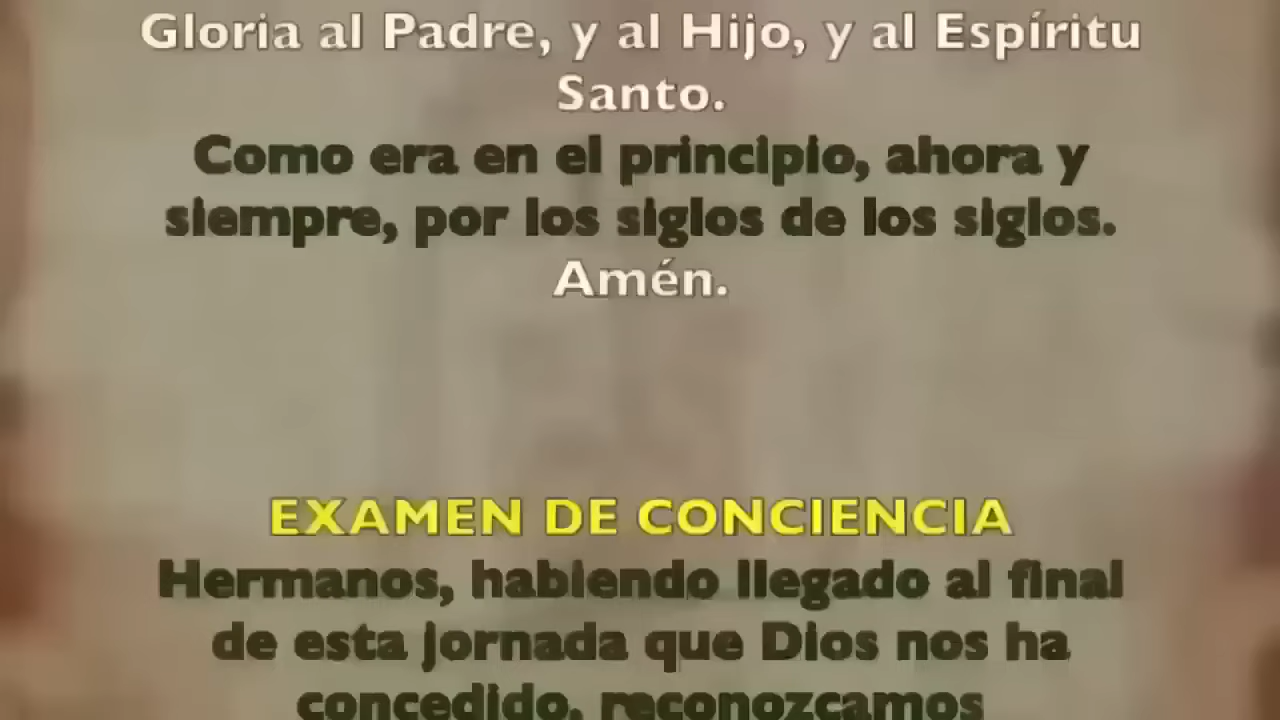 Gloria al Padre, y al Hijo, y al Espíritu
Santo.
Como era en el principio, ahora y
siempre, por los siglos de los siglos.
Amén.
EXAMEN DE CONCIENCIA
Hermanos, habiendo llegado al final
de esta jornada que Dios nos ha
concedido, reconozcamos